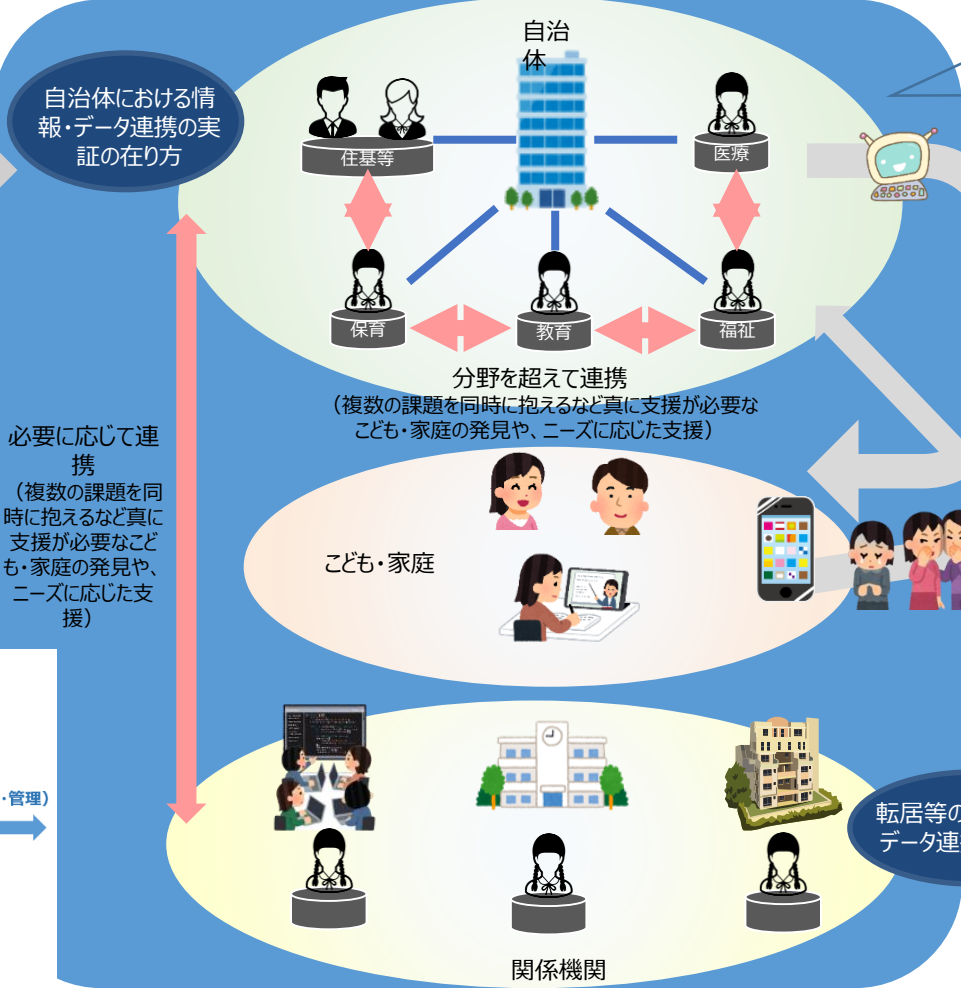 自治
体
自治体における情
報・データ連携の実
証の在り方
住基等
医療
保育
教育
福祉
分野を超えて連携
（複数の課題を同時に抱えるなど真に支援が必要な
こども・家庭の発見や、ニーズに応じた支援）
必要に応じて連
携
（複数の課題を同
時に抱えるなど真に
支援が必要なこど
も・家庭の発見や、
ニーズに応じた支
援）
こども・家庭
・管理）
転居等の
データ連
関係機関